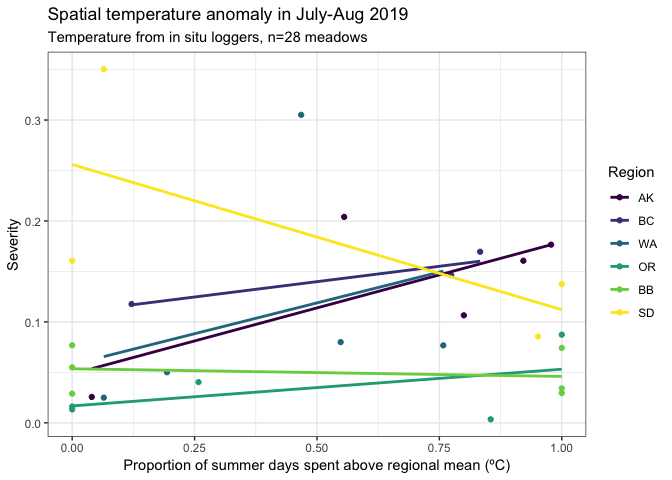 Spatial temperature anomaly in July-Aug 2019
Temperature from in situ loggers, n=28 meadows
Severity
0.3
0.2
0.1
0.0
0.00 0.25 0.50 0.75 1.00
Proportion of summer days spent above regional mean (ºC)
Region
AK
BC
WA
OR
BB
SD